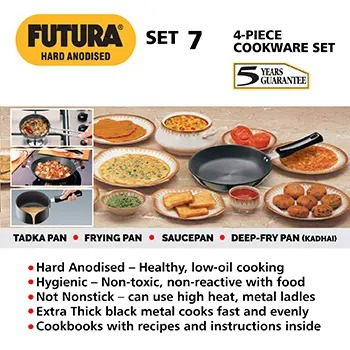 FUTURA®
HARD ANODISED
SET 7
4-PIECE
COOKWARE SET
5 YEARS
GUARANTEE
TADKA PAN • FRYING PAN • SAUCEPAN • DEEP-FRY PAN (KADHAI)
• Hard Anodised – Healthy, low-oil cooking
• Hygienic – Non-toxic, non-reactive with food
• Not Nonstick – can use high heat, metal ladles
• Extra Thick black metal cooks fast and evenly
• Cookbooks with recipes and instructions inside